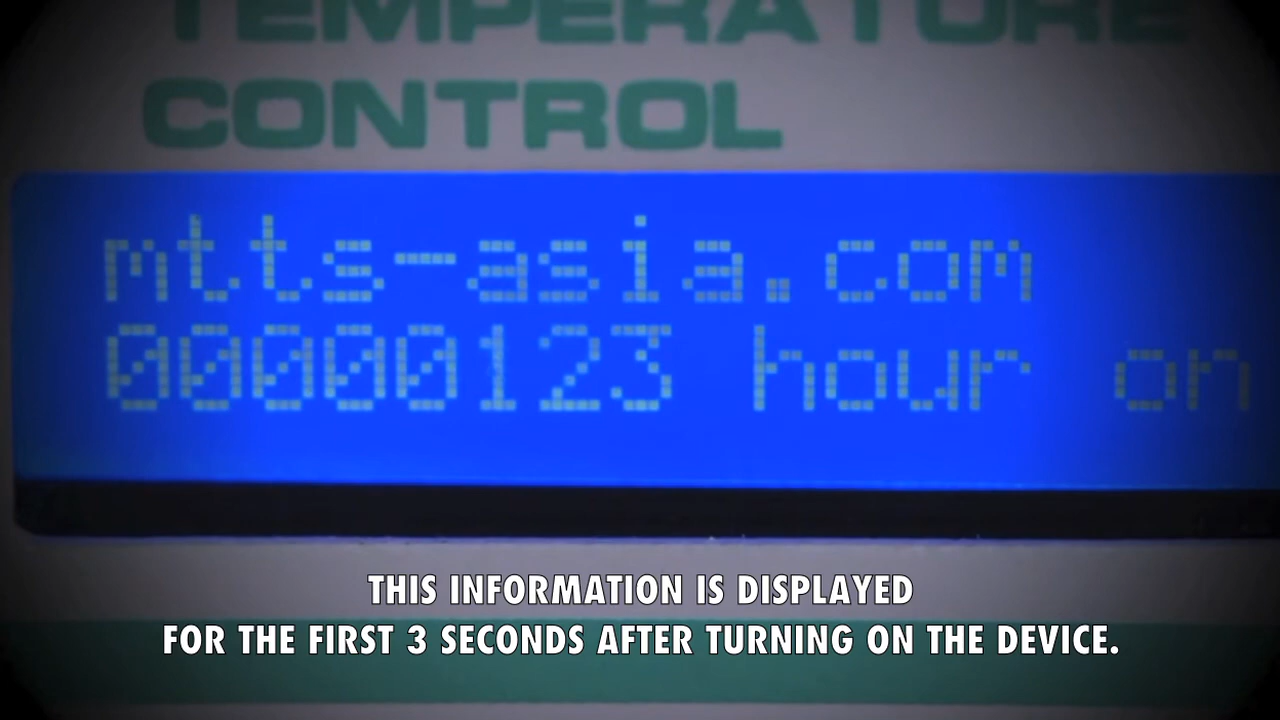 TEMPERATURE
CONTROL
mtts-asia.com
00000123 hour on
THIS INFORMATION IS DISPLAYED
FOR THE FIRST 3 SECONDS AFTER TURNING ON THE DEVICE.